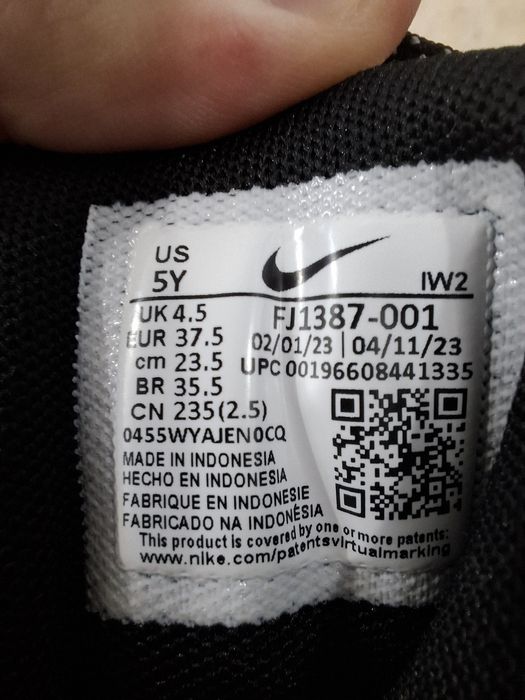 US
5Y
IW2
UK 4.5
EUR 37.5
cm 23.5
BR 35.5
CN 235(2.5)
FJ1387-001
02/01/23 | 04/11/23
UPC 00196608441335
0455WYAJEN0CQ
MADE IN INDONESIA
HECHO EN INDONESIA
FABRIQUE EN INDONESIE
FABRICADO NA INDONÉSIA
This product is covered by one or more patents:
www.nike.com/patentsvirtualmarking